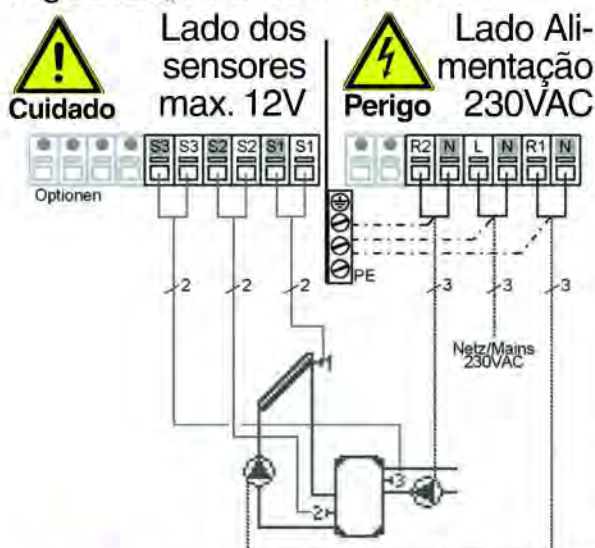 Lado dos
sensores
max. 12V
Cuidado
Lado Ali-
mentação
230VAC
Perigo
S3 S3 S2 S2 S1 S1
R2 N L N R1 N
Optionen
PE
2 2 2 3 3 3
Netz/Mains
230VAC
1
3
2